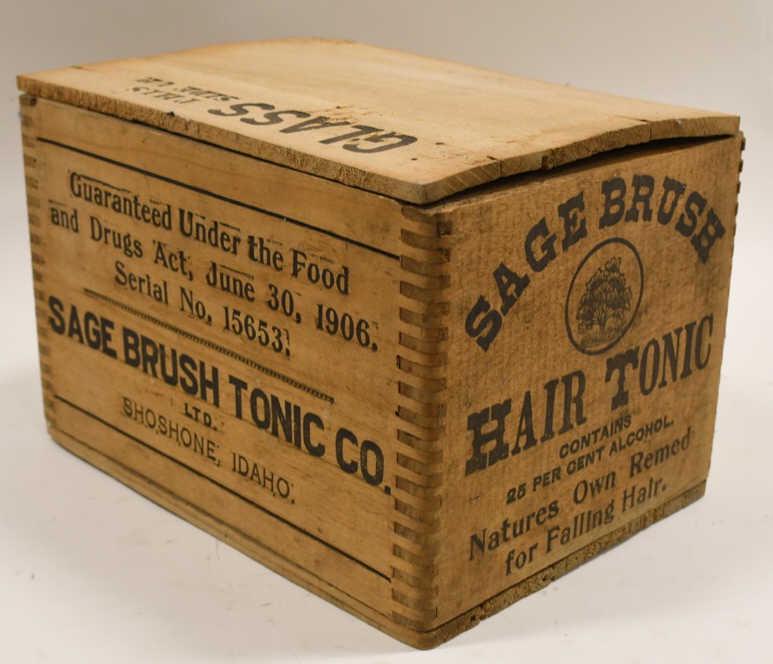 GLASS
Guaranteed Under the Food
and Drugs Act, June 30, 1906.
Serial No, 15653.
SAGE BRUSH TONIC CO.
LTD.
SHOSHONE, IDAHO.
SAGE BRUSH
HAIR TONIC
CONTAINS
25 PER CENT ALCOHOL.
Natures Own Remed
for Falling Hair.